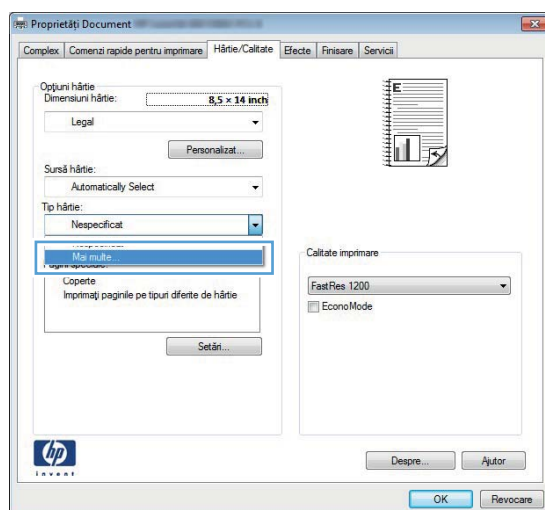 Proprietăți Document
Complex Comenzi rapide pentru imprimare Hârtie/Calitate Efecte Finisare Servicii
Opțiuni hârtie
Dimensiuni hârtie: 8,5 × 14 inch
Legal
Personalizat...
Sursă hârtie:
Automatically Select
Tip hârtie:
Nespecificat
Mai multe...
Coperte
Imprimați paginile pe tipuri diferite de hârtie
Setări...
E
Calitate imprimare
FastRes 1200
EconoMode
hp
invent
Despre... Ajutor
OK Revocare